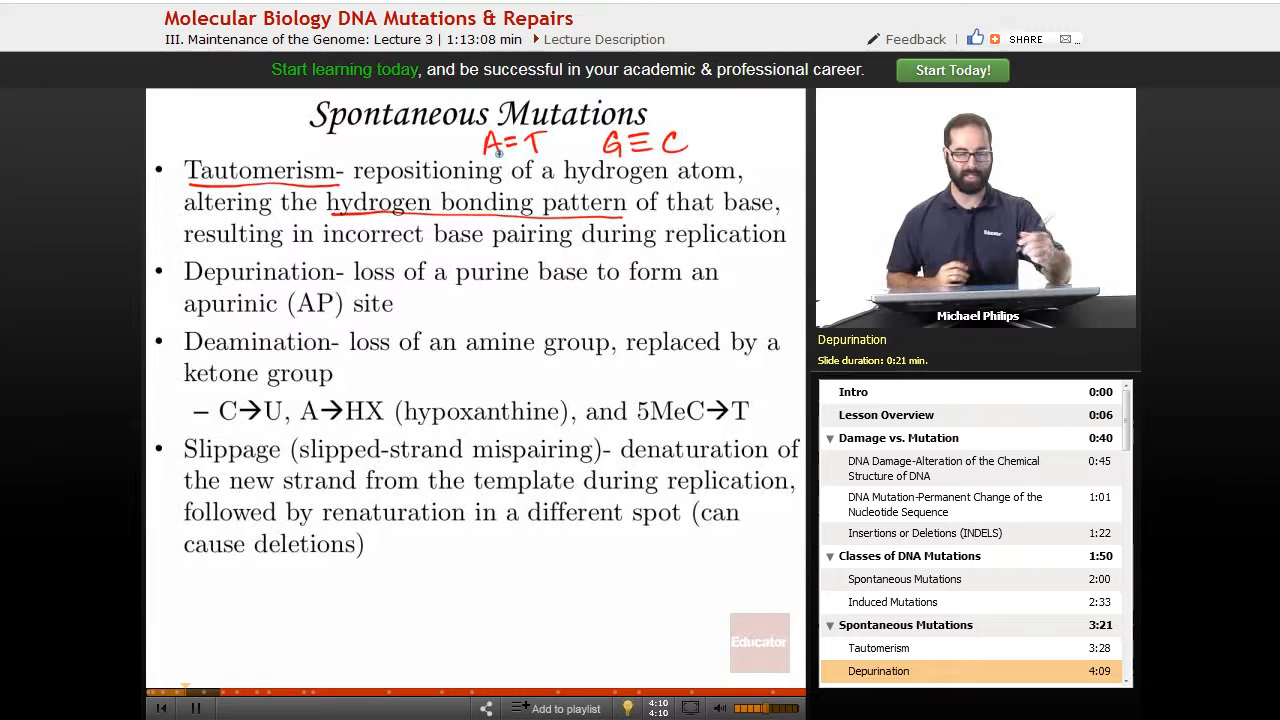 Molecular Biology DNA Mutations & Repairs
III. Maintenance of the Genome: Lecture 3 | 1:13:08 min Lecture Description
Feedback SHARE
Start learning today, and be successful in your academic & professional career. Start Today!
Spontaneous Mutations
A=T G≡C
• Tautomerism- repositioning of a hydrogen atom,
altering the hydrogen bonding pattern of that base,
resulting in incorrect base pairing during replication
• Depurination- loss of a purine base to form an
apurinic (AP) site
• Deamination- loss of an amine group, replaced by a
ketone group
– C→U, A→HX (hypoxanthine), and 5MeC→T
• Slippage (slipped-strand mispairing)- denaturation of
the new strand from the template during replication,
followed by renaturation in a different spot (can
cause deletions)
Educator
Educator
Michael Philips
Depurination
Slide duration: 0:21 min.
Intro 0:00
Lesson Overview 0:06
Damage vs. Mutation 0:40
DNA Damage-Alteration of the Chemical 0:45
Structure of DNA
DNA Mutation-Permanent Change of the 1:01
Nucleotide Sequence
Insertions or Deletions (INDELS) 1:22
Classes of DNA Mutations 1:50
Spontaneous Mutations 2:00
Induced Mutations 2:33
Spontaneous Mutations 3:21
Tautomerism 3:28
Depurination 4:09
Add to playlist 4:10
4:10